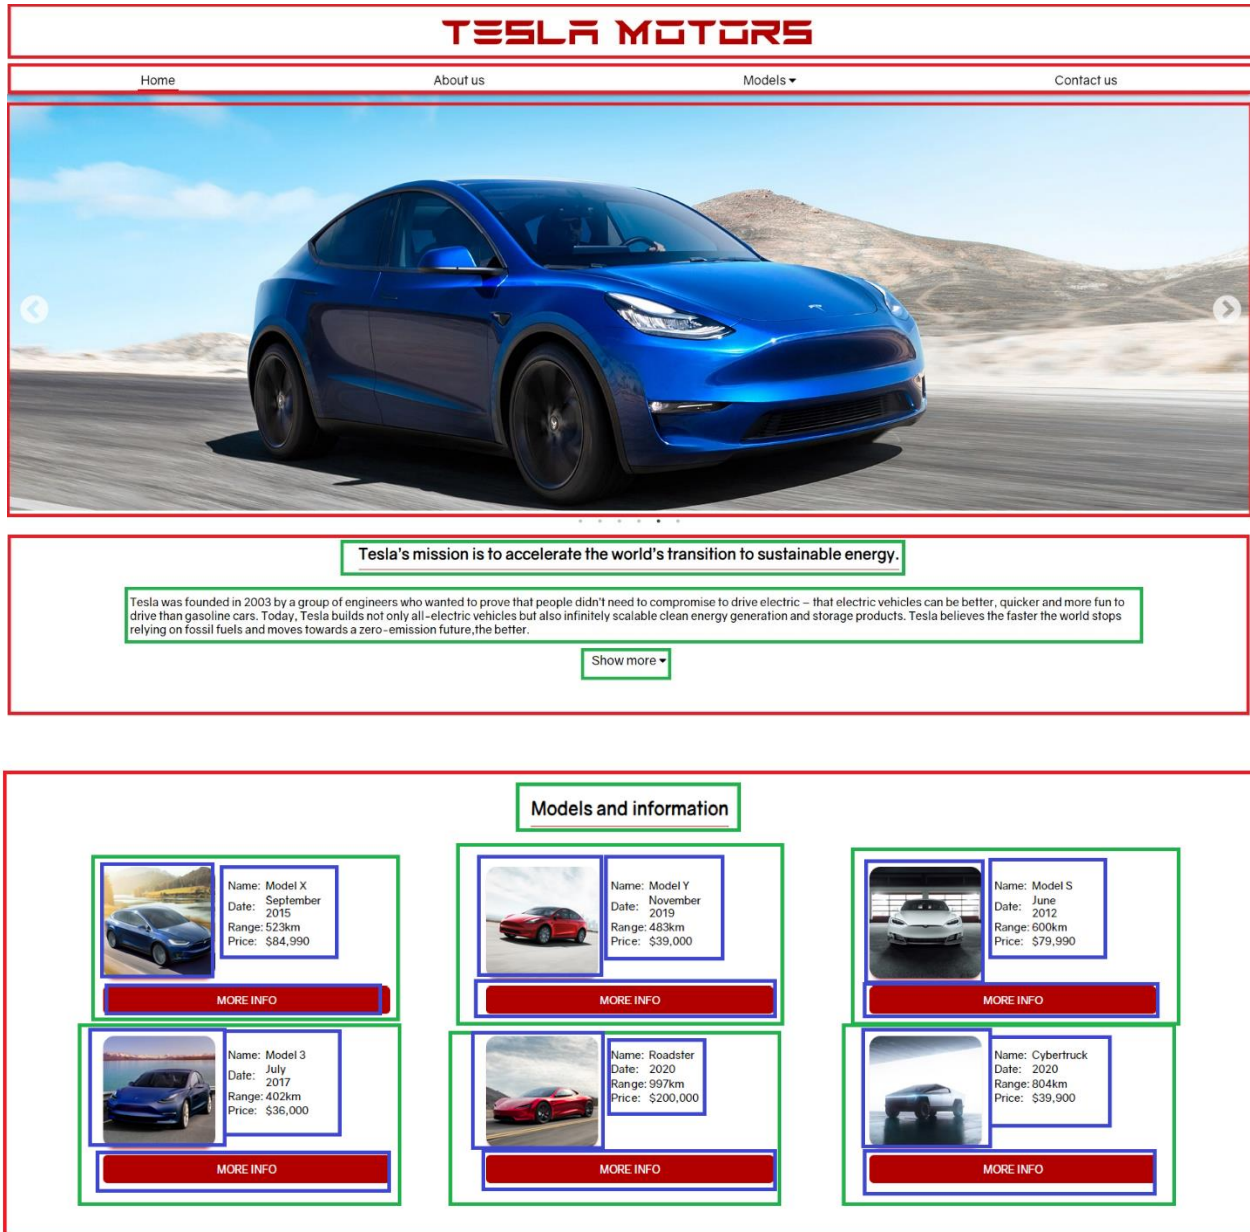 TESLA MOTORS
Home About us Models Contact us
Tesla's mission is to accelerate the world's transition to sustainable energy.
Tesla was founded in 2003 by a group of engineers who wanted to prove that people didn't need to compromise to drive electric – that electric vehicles can be better, quicker and more fun to
drive than gasoline cars. Today, Tesla builds not only all-electric vehicles but also infinitely scalable clean energy generation and storage products. Tesla believes the faster the world stops
relying on fossil fuels and moves towards a zero-emission future,the better.
Show more
Models and information
Name: Model X
Date: September
2015
Range: 523km
Price: $84,990
MORE INFO
Name: Model Y
Date: November
2019
Range: 483km
Price: $39,000
MORE INFO
Name: Model S
Date: June
2012
Range: 600km
Price: $79,990
MORE INFO
Name: Model 3
Date: July
2017
Range: 402km
Price: $36,000
MORE INFO
Name: Roadster
Date: 2020
Range: 997km
Price: $200,000
MORE INFO
Name: Cybertruck
Date: 2020
Range: 804km
Price: $39,900
MORE INFO